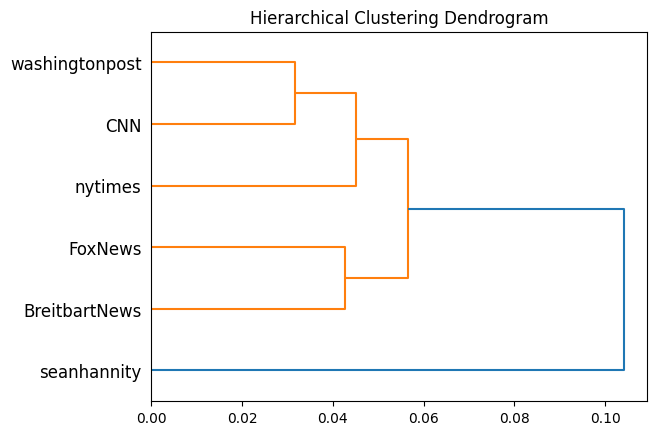 Hierarchical Clustering Dendrogram
washingtonpost
CNN
nytimes
FoxNews
BreitbartNews
seanhannity
0.00 0.02 0.04 0.06 0.08 0.10